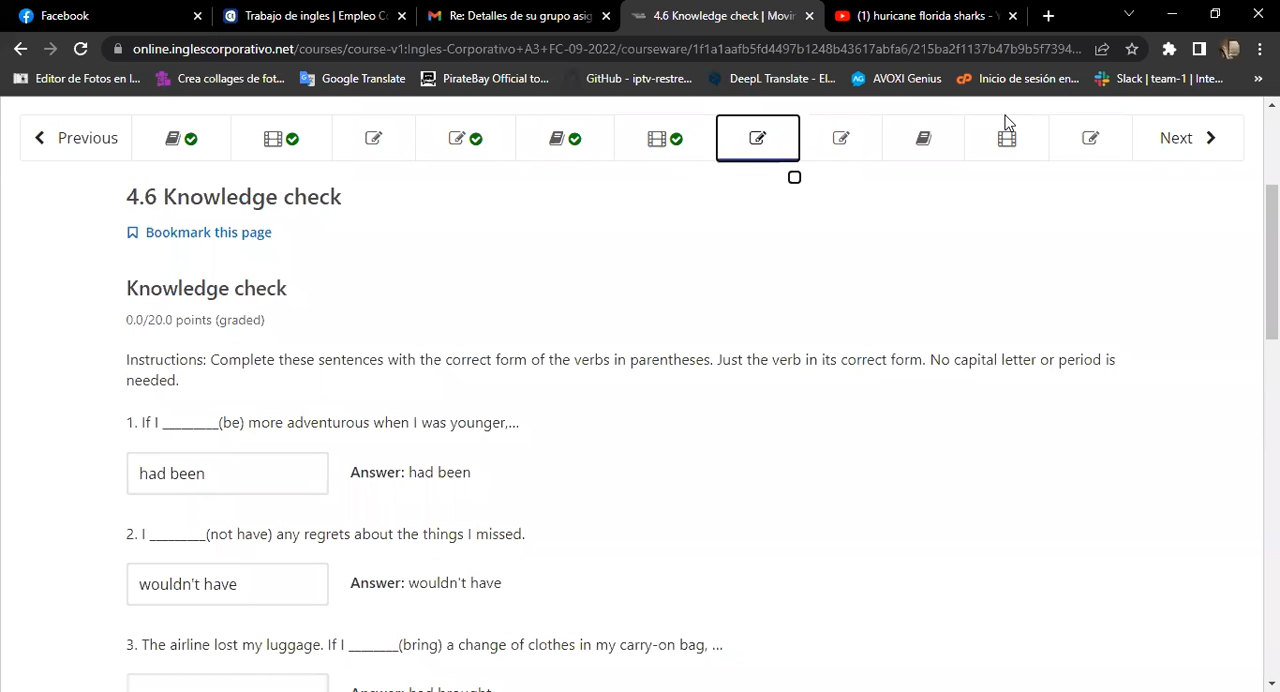 Facebook
Trabajo de ingles | Empleo Co
Re: Detalles de su grupo asig
4.6 Knowledge check | Movin
(1) huricane florida sharks - Y
online.inglescorporativo.net/courses/course-v1:Ingles-Corporativo+A3+FC-09-2022/courseware/1f1a1aafb5fd4497b1248b43617abfa6/215ba2f1137b47b9b5f7394...
Editor de Fotos en l...
Crea collages de fot...
Google Translate
PirateBay Official to...
GitHub - iptv-restre...
DeepL Translate - El...
AVOXI Genius
Inicio de sesión en...
Slack | team-1 | Inte...
»
Previous
Next
4.6 Knowledge check
Bookmark this page
Knowledge check
0.0/20.0 points (graded)
Instructions: Complete these sentences with the correct form of the verbs in parentheses. Just the verb in its correct form. No capital letter or period is
needed.
1. If I ________(be) more adventurous when I was younger,...
had been
Answer: had been
2. I ________(not have) any regrets about the things I missed.
wouldn't have
Answer: wouldn't have
3. The airline lost my luggage. If I _______(bring) a change of clothes in my carry-on bag, ...
Answer: had brought